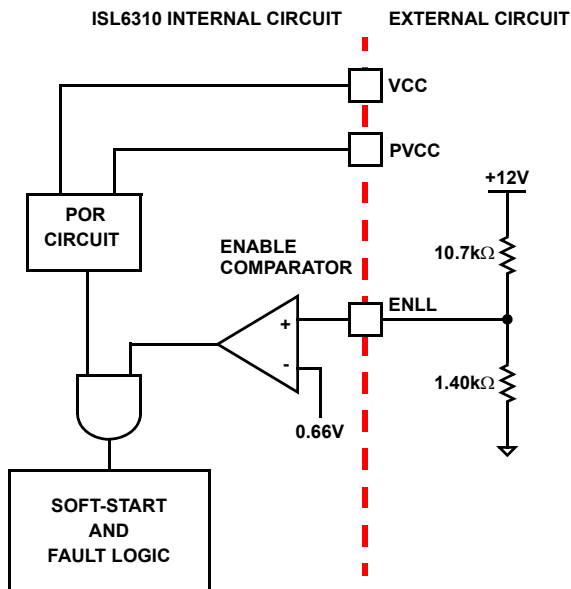 ISL6310 INTERNAL CIRCUIT
EXTERNAL CIRCUIT
VCC
PVCC
+12V
POR
CIRCUIT
10.7kΩ
ENABLE
COMPARATOR
ENLL
+
-
1.40kΩ
0.66V
SOFT-START
AND
FAULT LOGIC